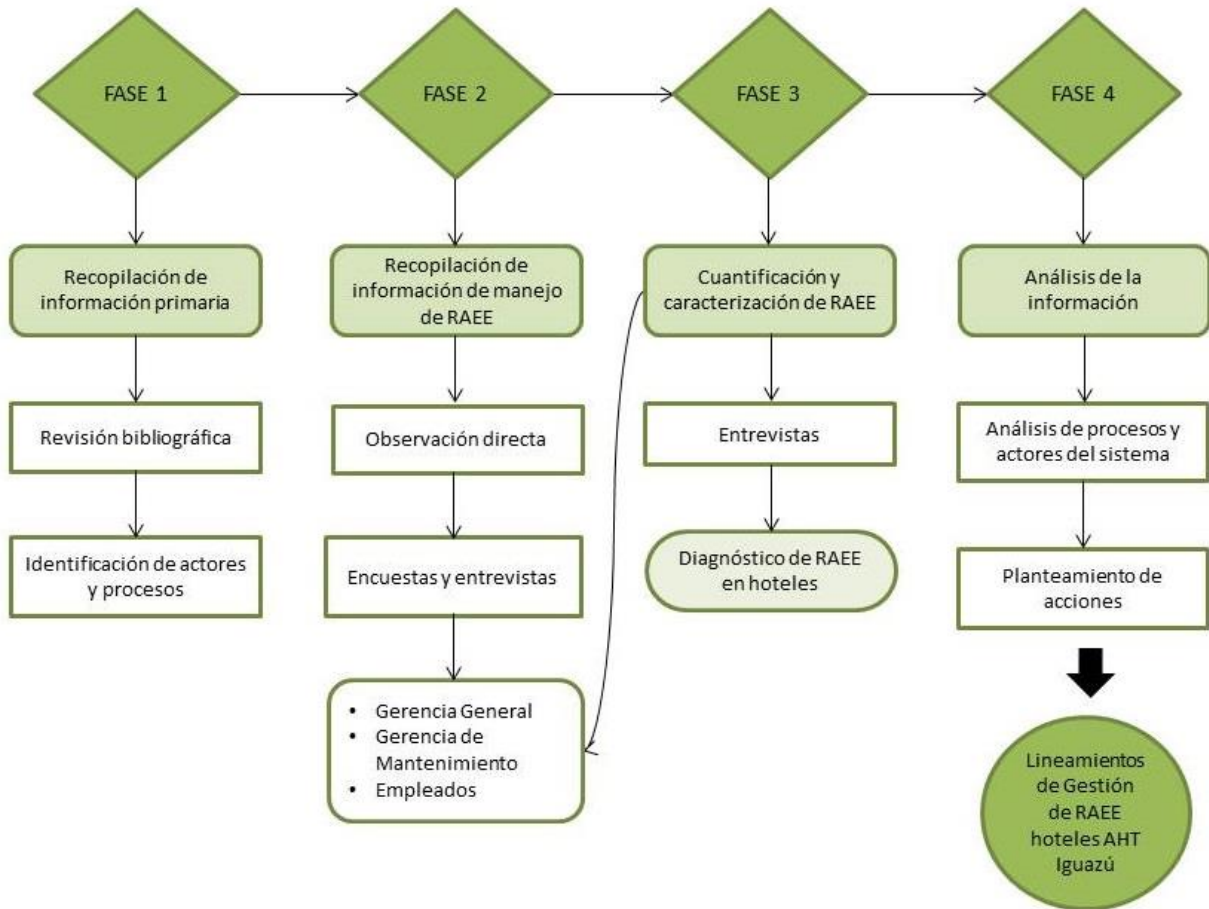 FASE 1
FASE 2
FASE 3
FASE 4
Recopilación de
información primaria
Recopilación de
información de manejo
de RAEE
Cuantificación y
caracterización de RAEE
Análisis de la
información
Revisión bibliográfica
Observación directa
Entrevistas
Análisis de procesos y
actores del sistema
Identificación de actores
y procesos
Encuestas y entrevistas
Diagnóstico de RAEE
en hoteles
Planteamiento de
acciones
• Gerencia General
• Gerencia de
Mantenimiento
• Empleados
Lineamientos
de Gestión
de RAEE
hoteles AHT
Iguazú